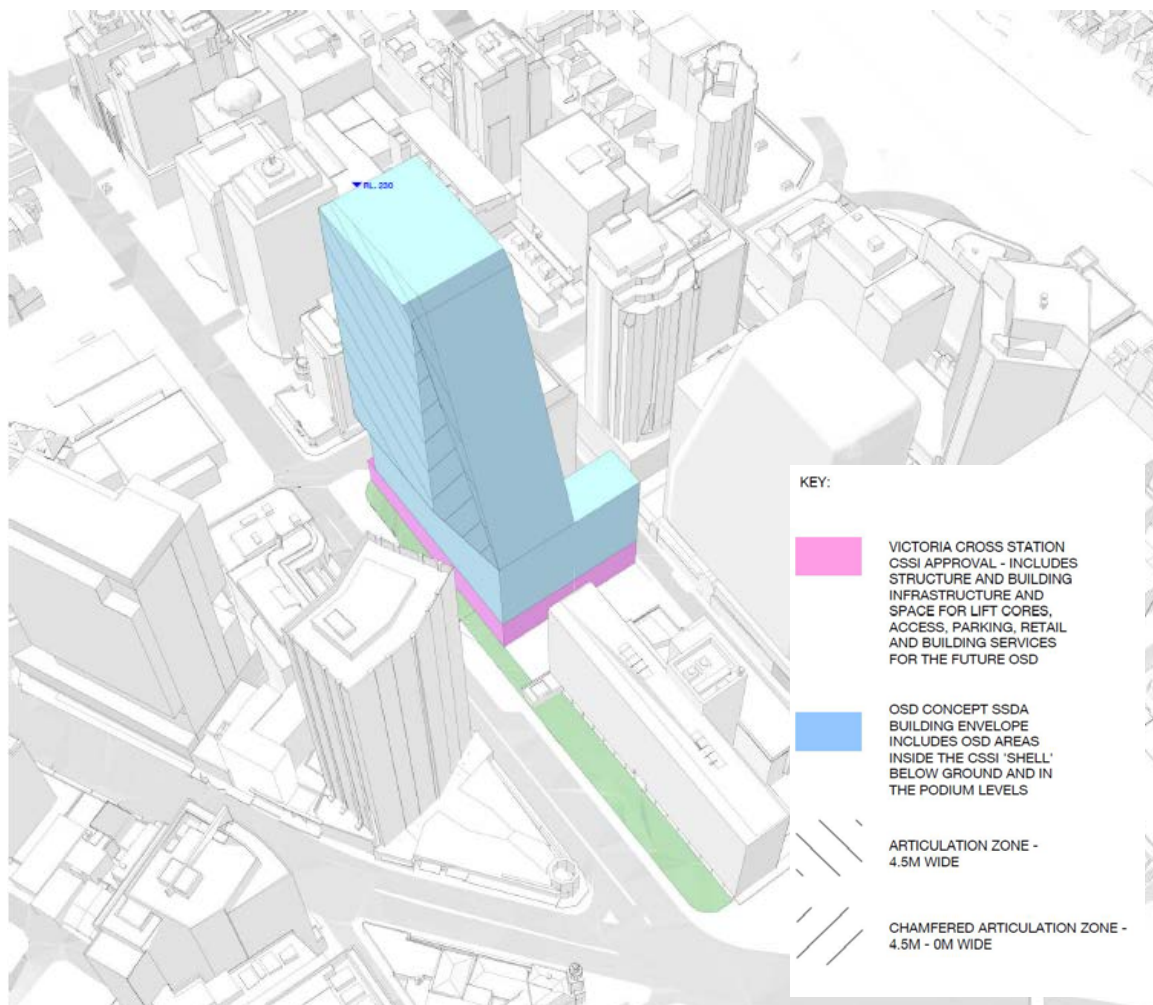 RL. 230
KEY:
VICTORIA CROSS STATION
CSSI APPROVAL - INCLUDES
STRUCTURE AND BUILDING
INFRASTRUCTURE AND
SPACE FOR LIFT CORES,
ACCESS, PARKING, RETAIL
AND BUILDING SERVICES
FOR THE FUTURE OSD
OSD CONCEPT SSDA
BUILDING ENVELOPE
INCLUDES OSD AREAS
INSIDE THE CSSI 'SHELL'
BELOW GROUND AND IN
THE PODIUM LEVELS
ARTICULATION ZONE -
4.5M WIDE
CHAMFERED ARTICULATION ZONE -
4.5M - 0M WIDE